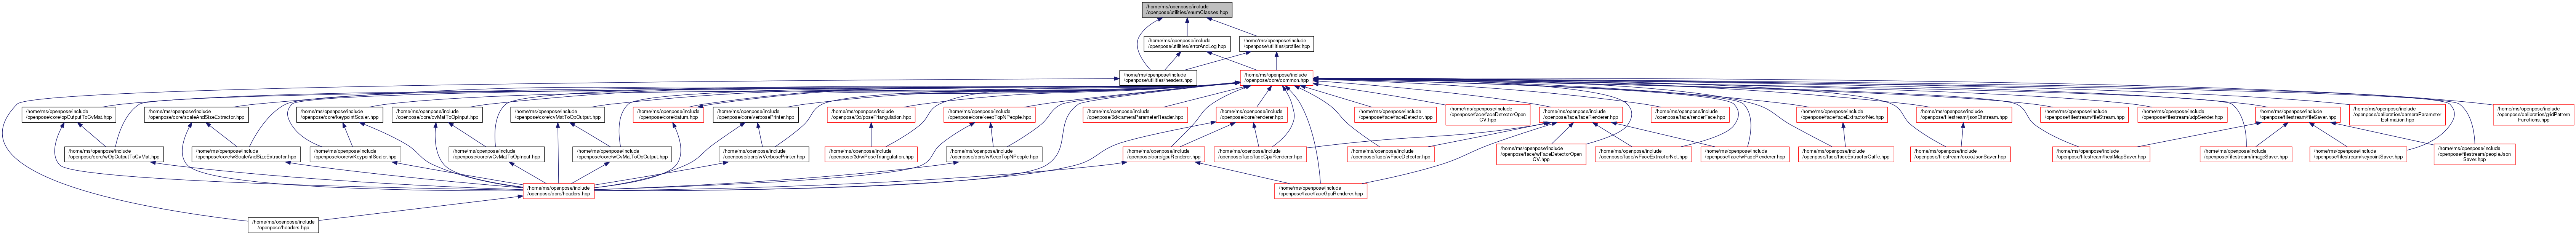 /home/ms/openpose/include
/openpose/utilities/enumClasses.hpp
/home/ms/openpose/include
/openpose/utilities/errorAndLog.hpp
/home/ms/openpose/include
/openpose/utilities/profiler.hpp
/home/ms/openpose/include
/openpose/utilities/headers.hpp
/home/ms/openpose/include
/openpose/core/common.hpp
/home/ms/openpose/include
/openpose/core/opOutputToCvMat.hpp
/home/ms/openpose/include
/openpose/core/scaleAndSizeExtractor.hpp
/home/ms/openpose/include
/openpose/core/keypointScaler.hpp
/home/ms/openpose/include
/openpose/core/cvMatToOpInput.hpp
/home/ms/openpose/include
/openpose/core/cvMatToOpOutput.hpp
/home/ms/openpose/include
/openpose/core/datum.hpp
/home/ms/openpose/include
/openpose/core/verbosePrinter.hpp
/home/ms/openpose/include
/openpose/3d/poseTriangulation.hpp
/home/ms/openpose/include
/openpose/core/keepTopNPeople.hpp
/home/ms/openpose/include
/openpose/3d/cameraParameterReader.hpp
/home/ms/openpose/include
/openpose/core/renderer.hpp
/home/ms/openpose/include
/openpose/face/faceDetector.hpp
/home/ms/openpose/include
/openpose/face/faceDetectorOpen
CV.hpp
/home/ms/openpose/include
/openpose/face/faceRenderer.hpp
/home/ms/openpose/include
/openpose/face/renderFace.hpp
/home/ms/openpose/include
/openpose/face/faceExtractorNet.hpp
/home/ms/openpose/include
/openpose/filestream/jsonOfstream.hpp
/home/ms/openpose/include
/openpose/filestream/fileStream.hpp
/home/ms/openpose/include
/openpose/filestream/udpSender.hpp
/home/ms/openpose/include
/openpose/filestream/fileSaver.hpp
/home/ms/openpose/include
/openpose/calibration/cameraParameter
Estimation.hpp
/home/ms/openpose/include
/openpose/calibration/gridPattern
Functions.hpp
/home/ms/openpose/include
/openpose/core/wOpOutputToCvMat.hpp
/home/ms/openpose/include
/openpose/core/wScaleAndSizeExtractor.hpp
/home/ms/openpose/include
/openpose/core/wKeypointScaler.hpp
/home/ms/openpose/include
/openpose/core/wCvMatToOpInput.hpp
/home/ms/openpose/include
/openpose/core/wCvMatToOpOutput.hpp
/home/ms/openpose/include
/openpose/core/wVerbosePrinter.hpp
/home/ms/openpose/include
/openpose/3d/wPoseTriangulation.hpp
/home/ms/openpose/include
/openpose/core/wKeepTopNPeople.hpp
/home/ms/openpose/include
/openpose/core/gpuRenderer.hpp
/home/ms/openpose/include
/openpose/face/faceCpuRenderer.hpp
/home/ms/openpose/include
/openpose/face/wFaceDetector.hpp
/home/ms/openpose/include
/openpose/face/wFaceDetectorOpen
CV.hpp
/home/ms/openpose/include
/openpose/face/wFaceExtractorNet.hpp
/home/ms/openpose/include
/openpose/face/wFaceRenderer.hpp
/home/ms/openpose/include
/openpose/face/faceExtractorCaffe.hpp
/home/ms/openpose/include
/openpose/filestream/cocoJsonSaver.hpp
/home/ms/openpose/include
/openpose/filestream/heatMapSaver.hpp
/home/ms/openpose/include
/openpose/filestream/imageSaver.hpp
/home/ms/openpose/include
/openpose/filestream/keypointSaver.hpp
/home/ms/openpose/include
/openpose/filestream/peopleJson
Saver.hpp
/home/ms/openpose/include
/openpose/core/headers.hpp
/home/ms/openpose/include
/openpose/face/faceGpuRenderer.hpp
/home/ms/openpose/include
/openpose/headers.hpp